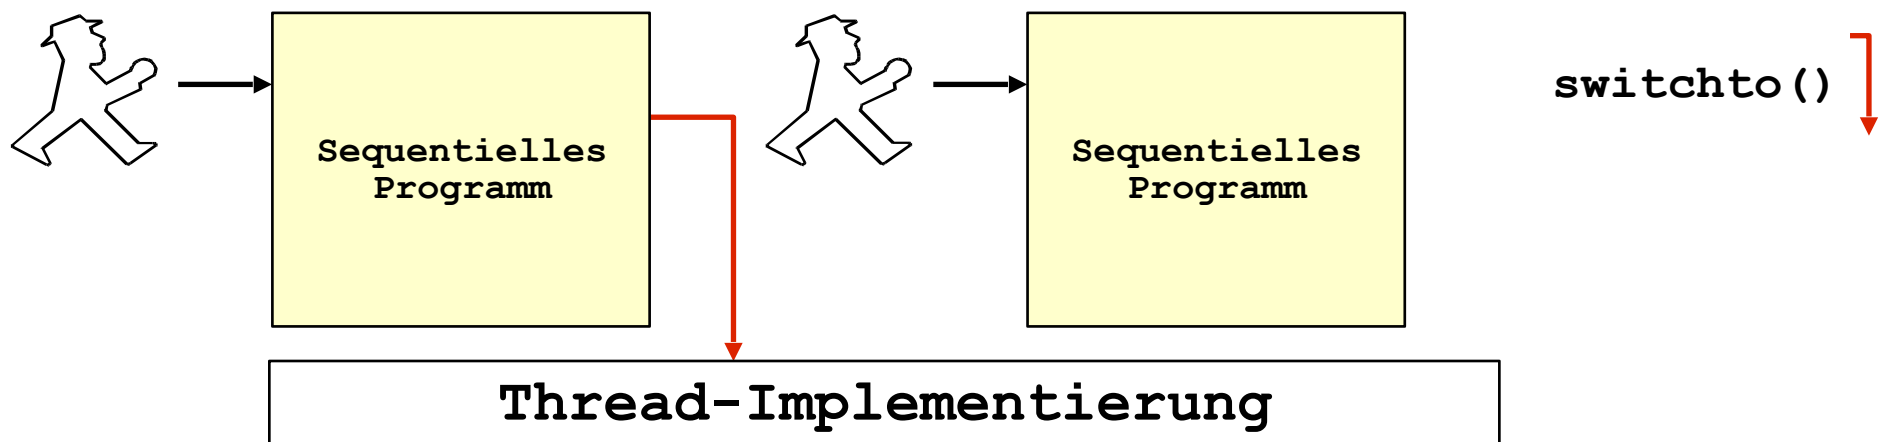 Sequentielles
Programm
Sequentielles
Programm
switchto()
Thread-Implementierung